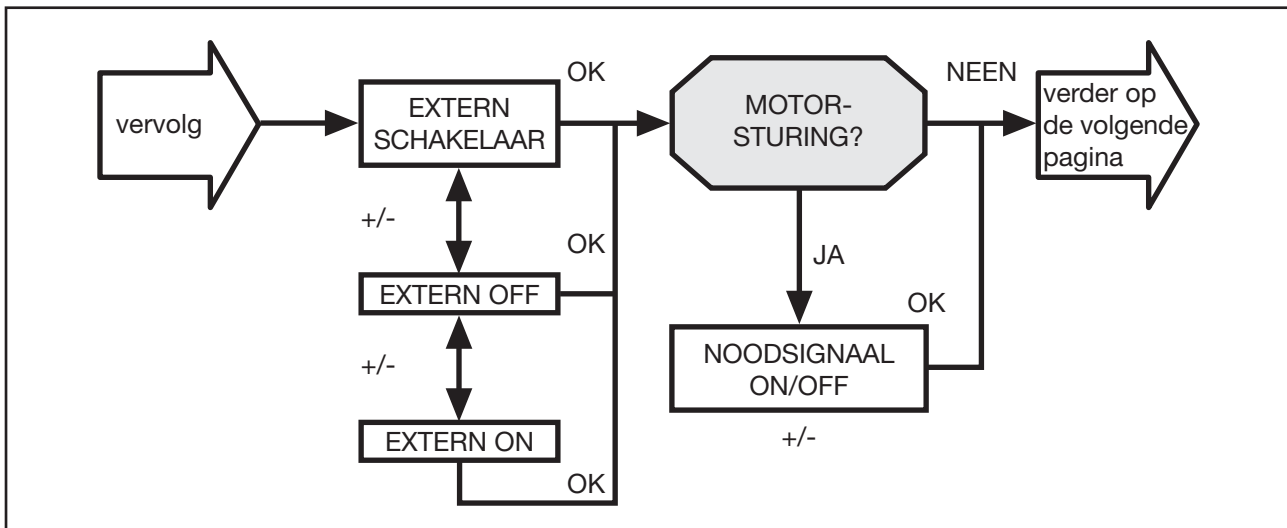 vervolg
EXTERN
SCHAKELAAR
OK
MOTOR-
STURING?
NEEN
verder op
de volgende
pagina
+/-
OK
EXTERN OFF
JA
OK
+/-
NOODSIGNAAL
ON/OFF
EXTERN ON
+/-
OK